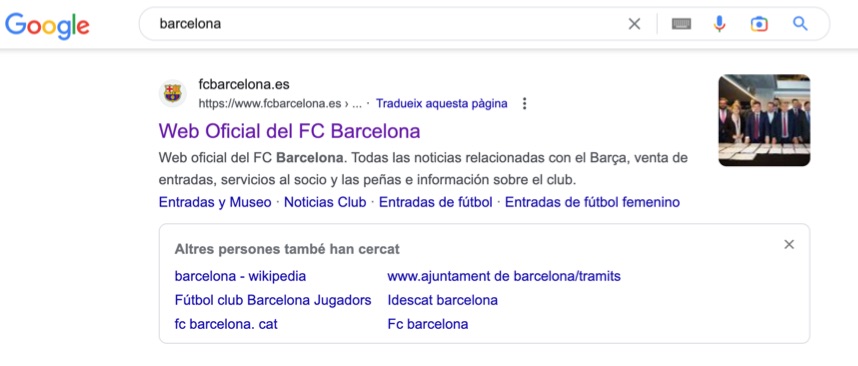 Google
barcelona
fcbarcelona.es
https://www.fcbarcelona.es › ... · Tradueix aquesta pàgina
Web Oficial del FC Barcelona
Web oficial del FC Barcelona. Todas las noticias relacionadas con el Barça, venta de
entradas, servicios al socio y las peñas e información sobre el club.
Entradas y Museo · Noticias Club · Entradas de fútbol · Entradas de fútbol femenino
Altres persones també han cercat
barcelona - wikipedia
www.ajuntament de barcelona/tramits
Fútbol club Barcelona Jugadors
Idescat barcelona
fc barcelona. cat
Fc barcelona